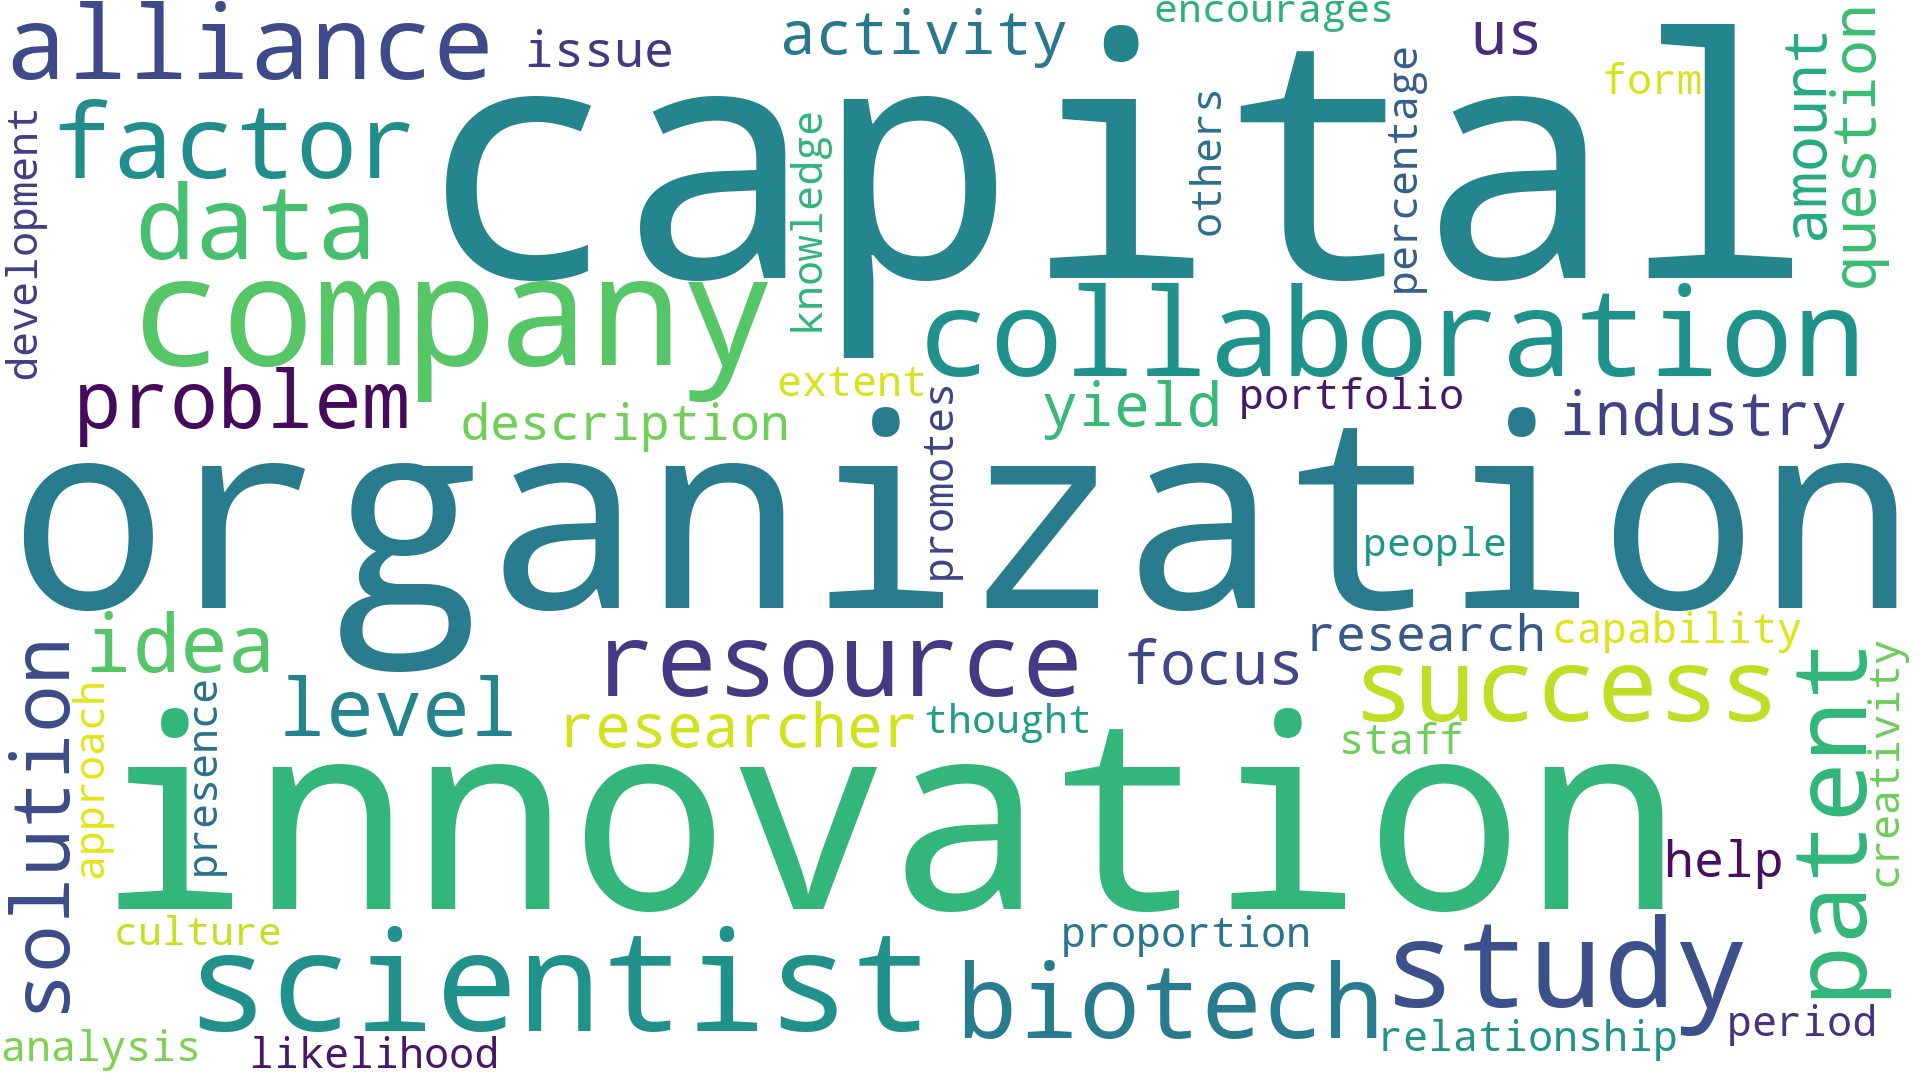 alliance
issue
activity
encourages
us
form
amount
question
factor
capital
development
data
knowledge
others
percentage
company
collaboration
problem
description
extent
promotes
yield
portfolio
industry
organization
people
idea
resource
focus
research
capability
success
solution
approach
presence
level
researcher
thought
staff
patent
creativity
innovation
help
culture
scientist
proportion
biotech
study
analysis
likelihood
relationship
period